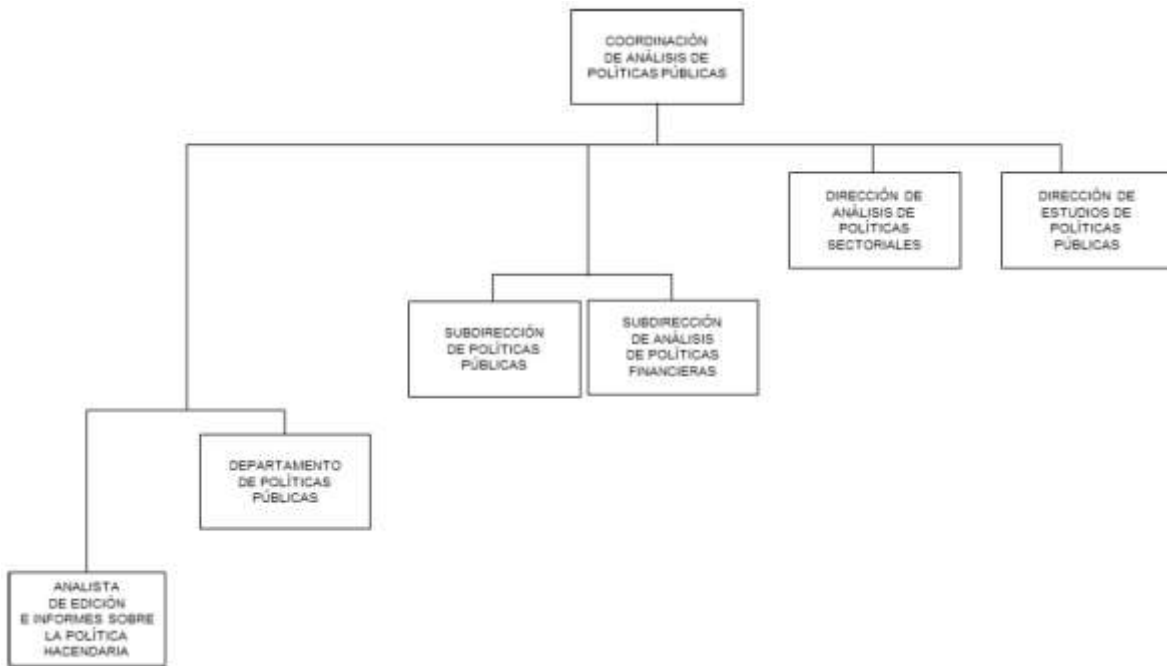 COORDINACIÓN
DE ANÁLISIS DE
POLÍTICAS PÚBLICAS
DIRECCIÓN DE
ANÁLISIS DE
POLÍTICAS
SECTORIALES
DIRECCIÓN DE
ESTUDIOS DE
POLÍTICAS
PÚBLICAS
SUBDIRECCIÓN
DE POLÍTICAS
PÚBLICAS
SUBDIRECCIÓN
DE ANÁLISIS
DE POLÍTICAS
FINANCIERAS
DEPARTAMENTO
DE POLÍTICAS
PÚBLICAS
ANALISTA
DE EDICIÓN
E INFORMES SOBRE
LA POLÍTICA
HACENDARIA